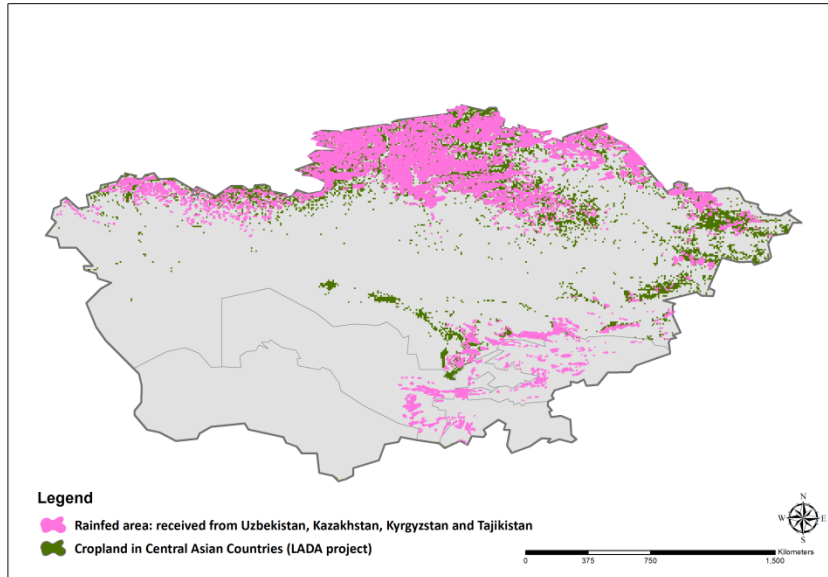 Legend
Rainfed area: received from Uzbekistan, Kazakhstan, Kyrgyzstan and Tajikistan
Cropland in Central Asian Countries (LADA project)
N
W E
S
Kilometers
0 375 750 1,500